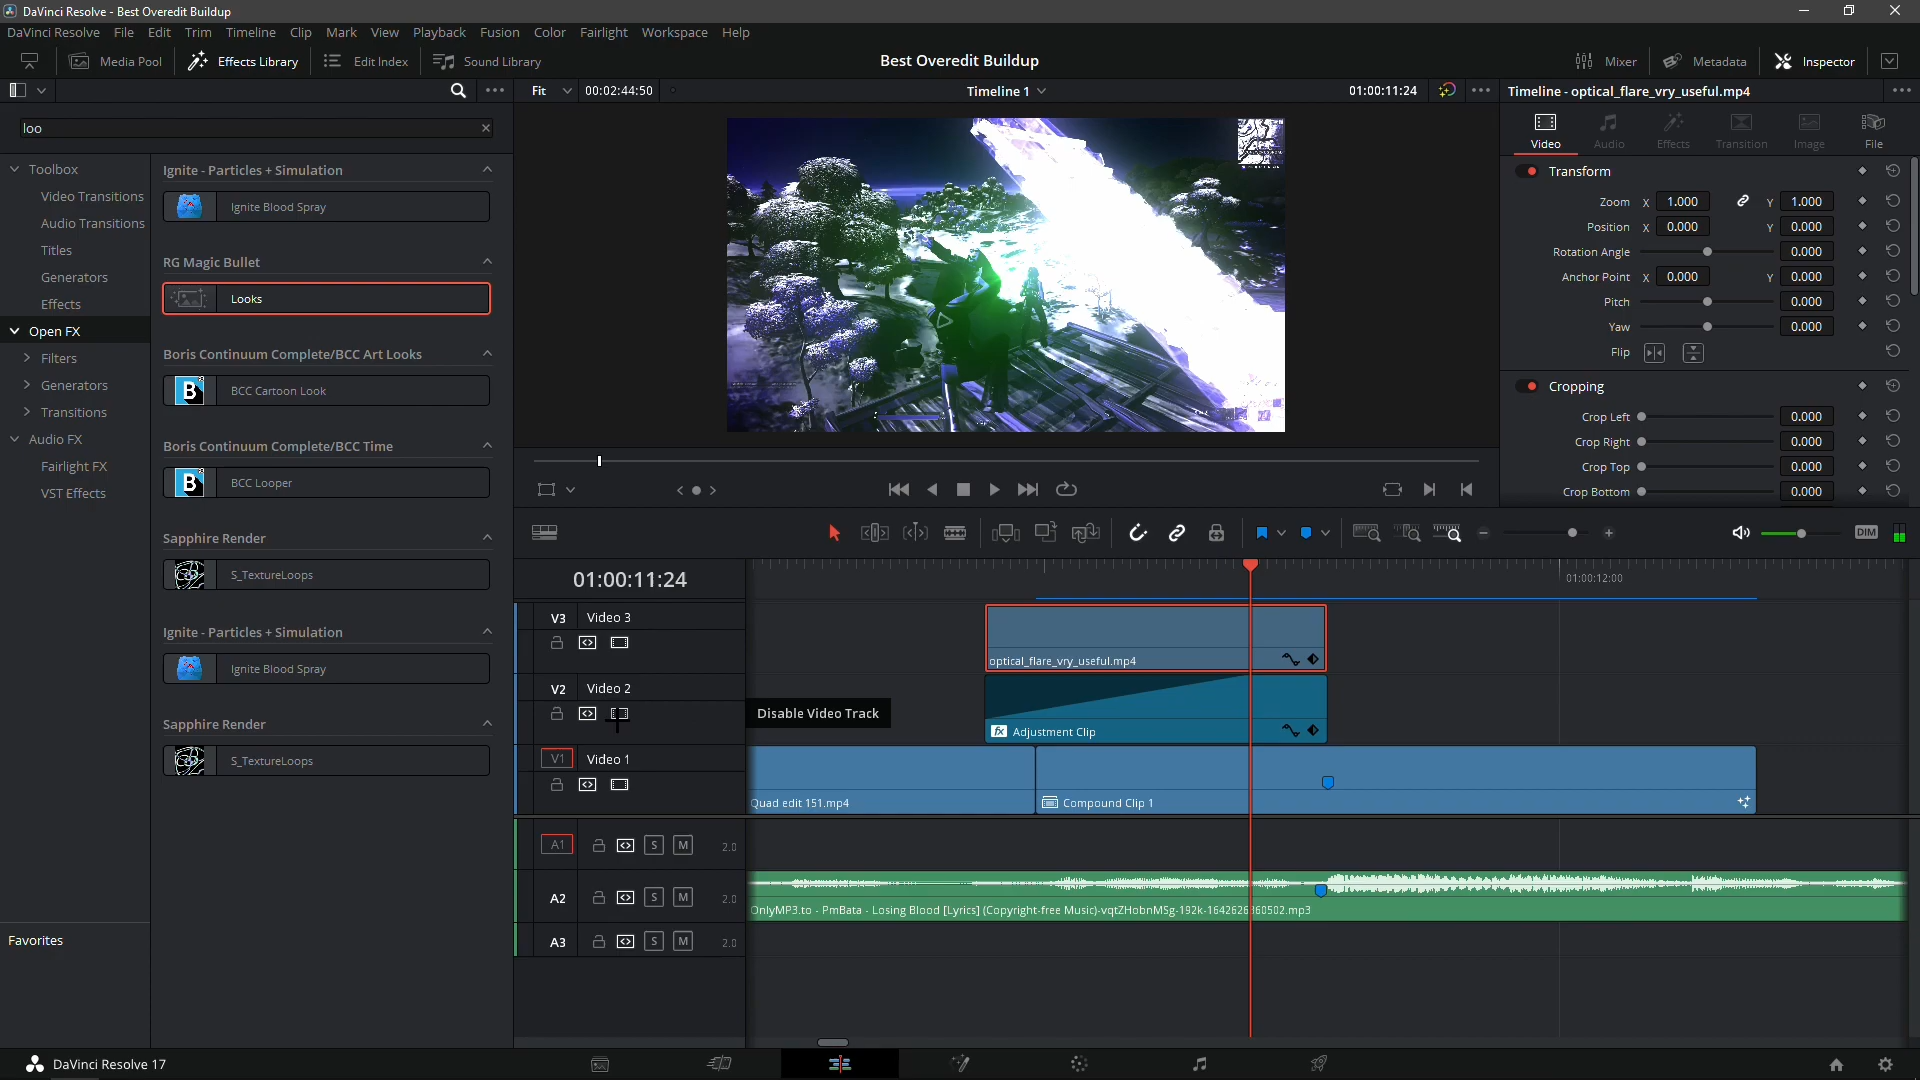 DaVinci Resolve - Best Overedit Buildup
DaVinci Resolve File Edit Trim Timeline Clip Mark View Playback Fusion Color Fairlight Workspace Help
Media Pool Effects Library Edit Index Sound Library Best Overedit Buildup Mixer Metadata Inspector
Fit 00:02:44:50 Timeline 1 01:00:11:24 Timeline - optical_flare_vry_useful.mp4
loo
Toolbox
Video Transitions
Audio Transitions
Titles
Generators
Effects
Open FX
Filters
Generators
Transitions
Audio FX
Fairlight FX
VST Effects
Favorites
Ignite - Particles + Simulation
Ignite Blood Spray
RG Magic Bullet
Looks
Boris Continuum Complete/BCC Art Looks
B BCC Cartoon Look
Boris Continuum Complete/BCC Time
B BCC Looper
Sapphire Render
S_TextureLoops
Ignite - Particles + Simulation
Ignite Blood Spray
Sapphire Render
S_TextureLoops
Video Audio Effects Transition Image File
Transform
Zoom X 1.000 Y 1.000
Position X 0.000 Y 0.000
Rotation Angle 0.000
Anchor Point X 0.000 Y 0.000
Pitch 0.000
Yaw 0.000
Flip
Cropping
Crop Left 0.000
Crop Right 0.000
Crop Top 0.000
Crop Bottom 0.000
DIM
01:00:11:24 01:00:12:00
V3 Video 3
optical_flare_vry_useful.mp4
V2 Video 2
Disable Video Track
fx Adjustment Clip
V1 Video 1
Quad edit 151.mp4 Compound Clip 1
A1 S M 2.0
A2 S M 2.0
OnlyMP3.to - PmBata - Losing Blood [Lyrics] (Copyright-free Music)-vqtZHobnMSg-192k-1642626 360502.mp3
A3 S M 2.0
DaVinci Resolve 17